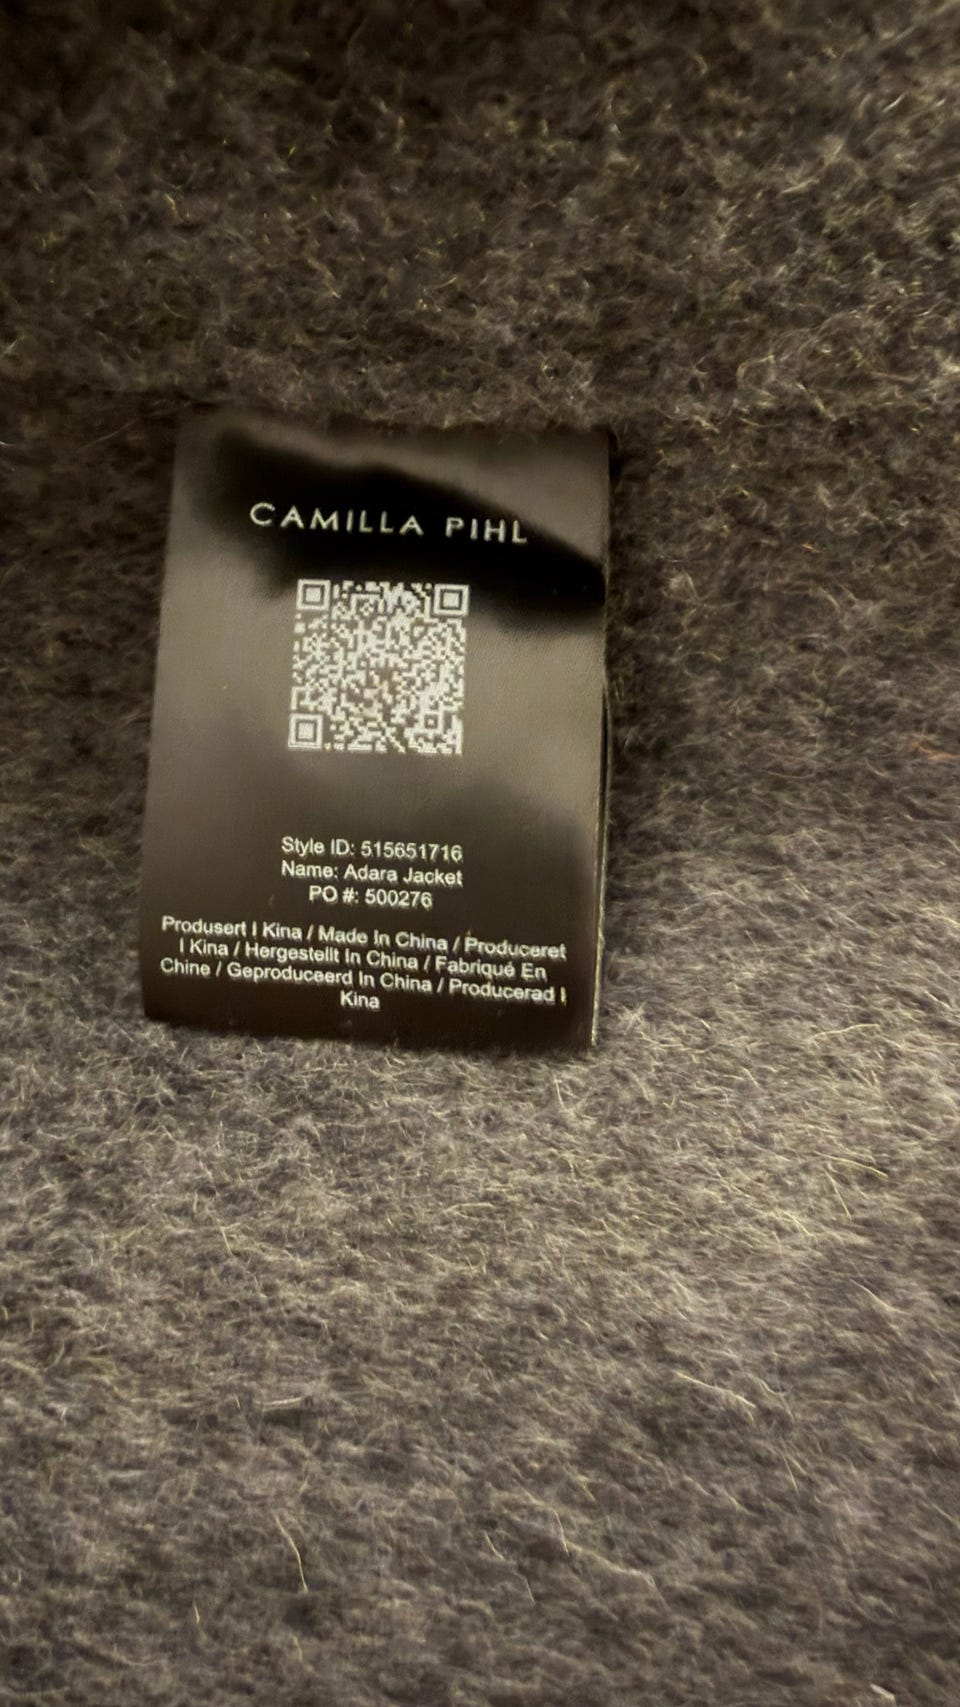 CAMILLA PIHL
Style ID: 515651716
Name: Adara Jacket
PO #: 500276
Produsert I Kina / Made In China / Produceret
I Kina / Hergestellt In China / Fabriqué En
Chine / Geproduceerd In China / Producerad I
Kina